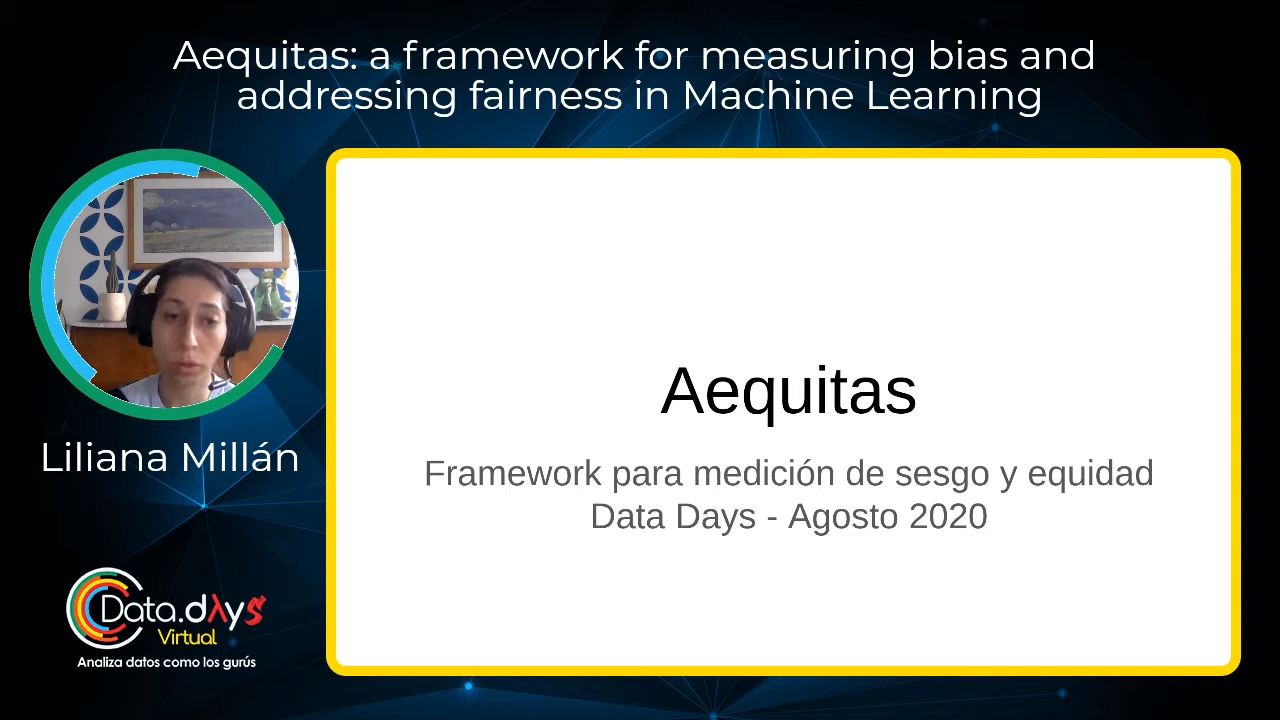 Aequitas: a framework for measuring bias and
addressing fairness in Machine Learning
Liliana Millán
Aequitas
Framework para medición de sesgo y equidad
Data Days - Agosto 2020
Data.dλys
Virtual
Analiza datos como los gurús